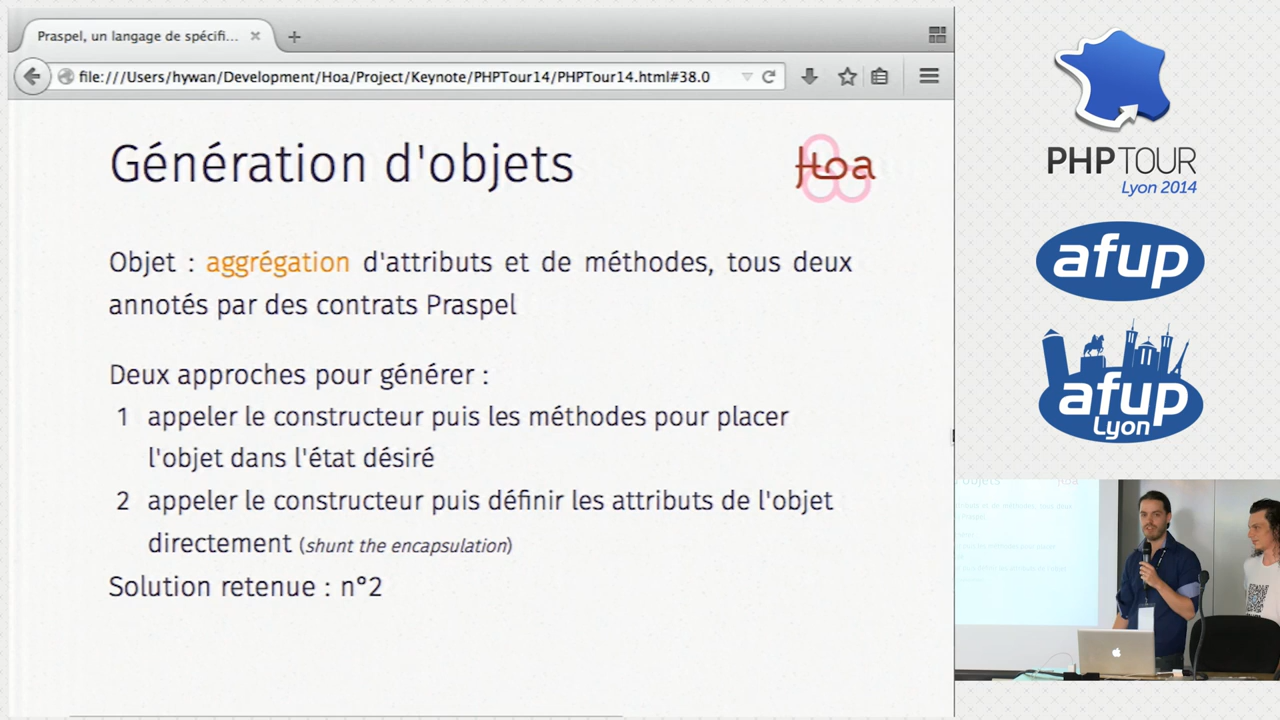 Praspel, un langage de spécifi...
file:///Users/hywan/Development/Hoa/Project/Keynote/PHPTour14/PHPTour14.html#38.0
Génération d'objets
Hoa
Objet : aggrégation d'attributs et de méthodes, tous deux
annotés par des contrats Praspel
Deux approches pour générer :
1 appeler le constructeur puis les méthodes pour placer
l'objet dans l'état désiré
2 appeler le constructeur puis définir les attributs de l'objet
directement (shunt the encapsulation)
Solution retenue : n°2
PHPTOUR
Lyon 2014
afup
afup
Lyon